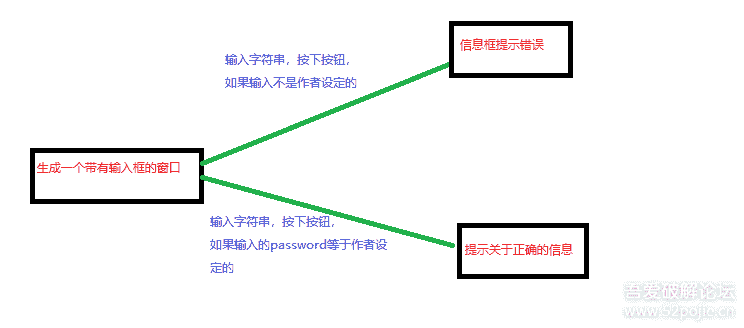 信息框提示错误
输入字符串，按下按钮，
如果输入不是作者设定的
生成一个带有输入框的窗口
输入字符串，按下按钮，
如果输入的password等于作者设
定的
提示关于正确的信息
吾爱破解论坛
www.52pojie.cn